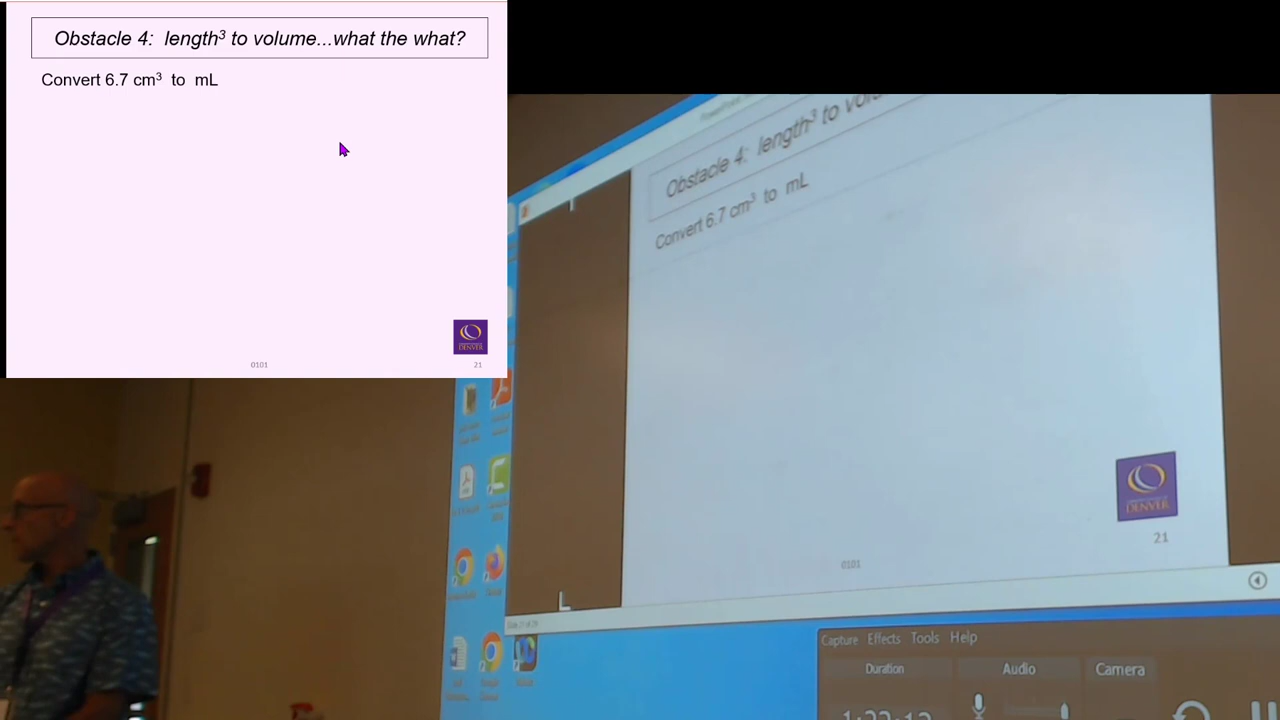 Obstacle 4: length³ to volume...what the what?
Convert 6.7 cm³ to mL
DENVER
0101
21
Obstacle 4: length³ to
Convert 6.7 cm³ to mL
DENVER
21
0101
Capture Effects Tools Help
Duration
Audio
Camera